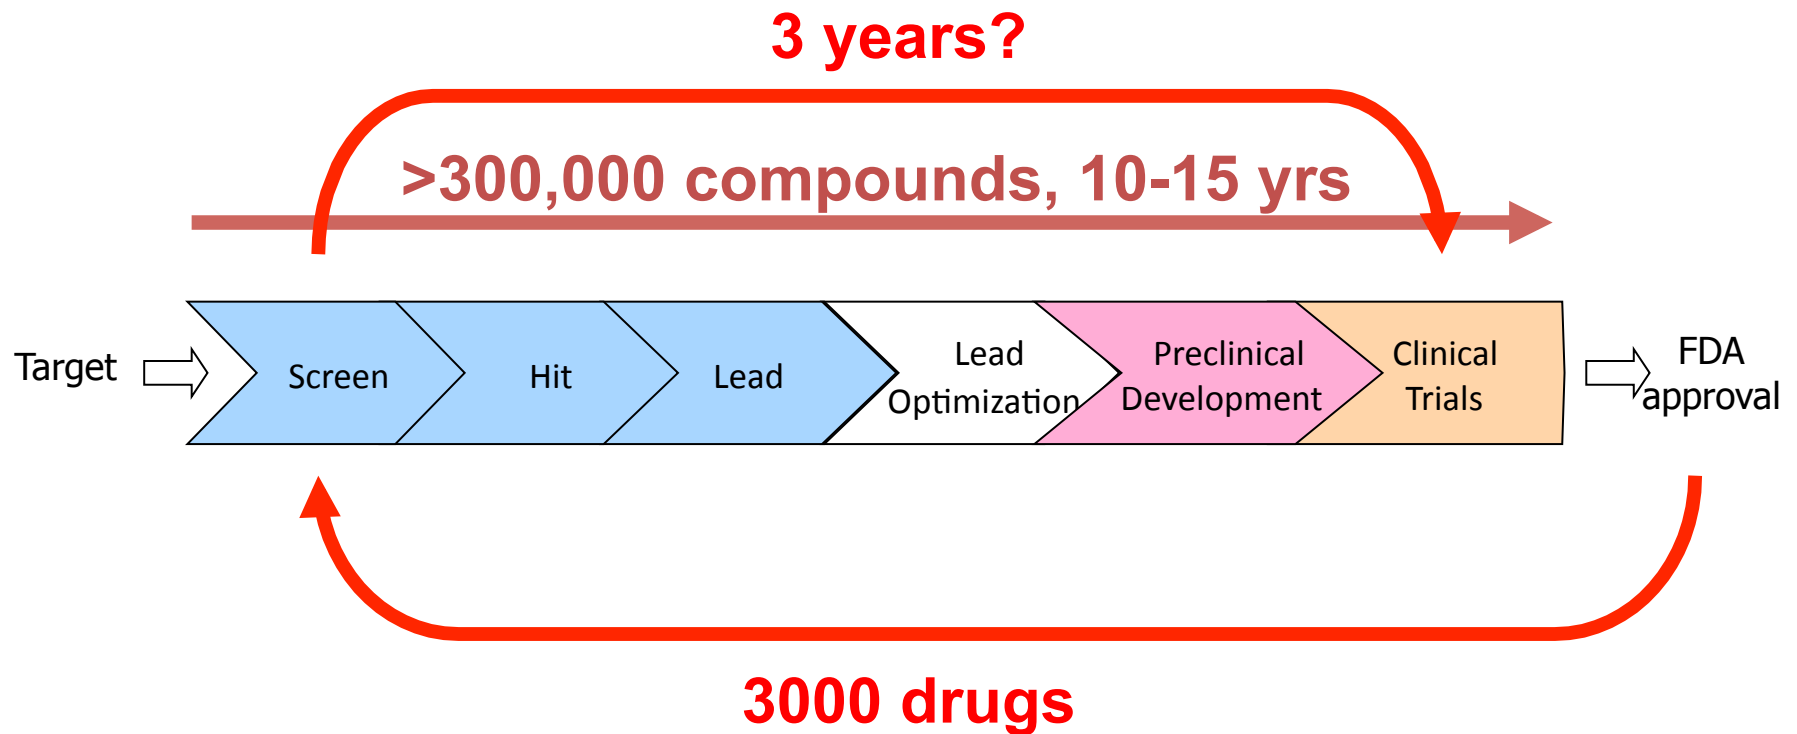 3 years?
>300,000 compounds, 10-15 yrs
Target
Screen
Hit
Lead
Lead
Optimization
Preclinical
Development
Clinical
Trials
FDA
approval
3000 drugs